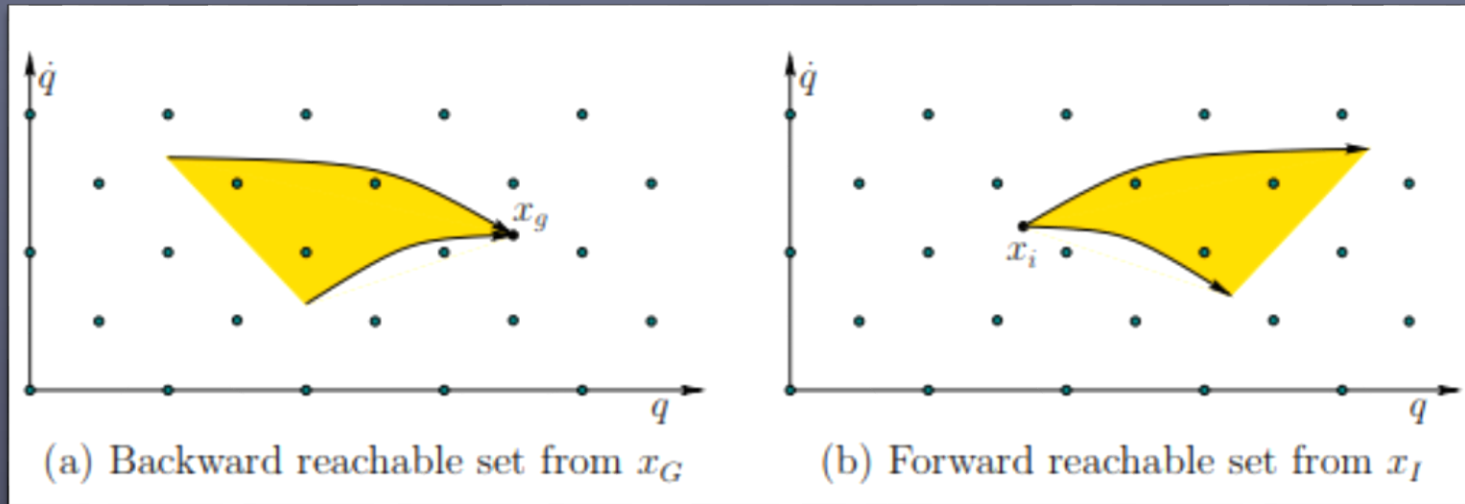 q̇
q̇
x_g
x_i
q
q
(a) Backward reachable set from x_G
(b) Forward reachable set from x_I